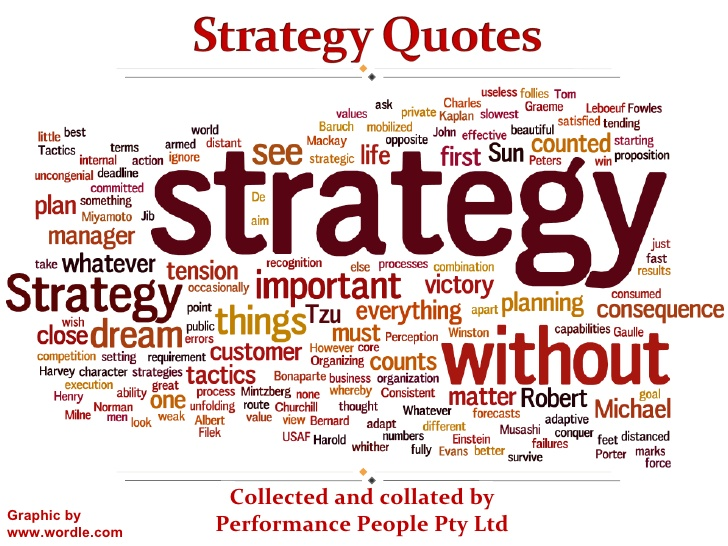 Strategy Quotes
useless follies Tom
ask private Charles Graeme Leboeuf Fowles
values Kaplan slowest
little best world Baruch mobilized John effective beautiful satisfied tending
Tactics terms armed distant see Mackay opposite counted starting
internal action ignore strategic life first Sun Peters win proposition
uncongenial deadline
committed
strategy
plan something De
Miyamoto Jib aim
manager just
take whatever tension recognition else processes combination fast
results
Strategy occasionally important victory consumed
point things Tzu everything apart planning consequence
wish public
close dream errors must Perception Winston without capabilities Gaulle
competition setting requirement customer However core
Organizing counts
Harvey character strategies tactics Bonaparte business organization
execution great process Mintzberg none whereby Consistent matter Robert goal
Henry ability one Michael
Norman unfolding route Churchill thought Whatever forecasts adaptive
Milne men look weak Albert value view Bernard adapt different Musashi conquer feet distanced
Filek USAF Harold numbers Einstein failures
whither fully Evans better survive Porter marks
force
Collected and collated by
Performance People Pty Ltd
Graphic by
www.wordle.com